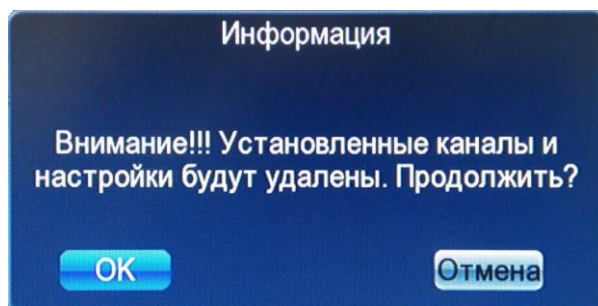 Информация
Внимание!!! Установленные каналы и
настройки будут удалены. Продолжить?
OK
Отмена